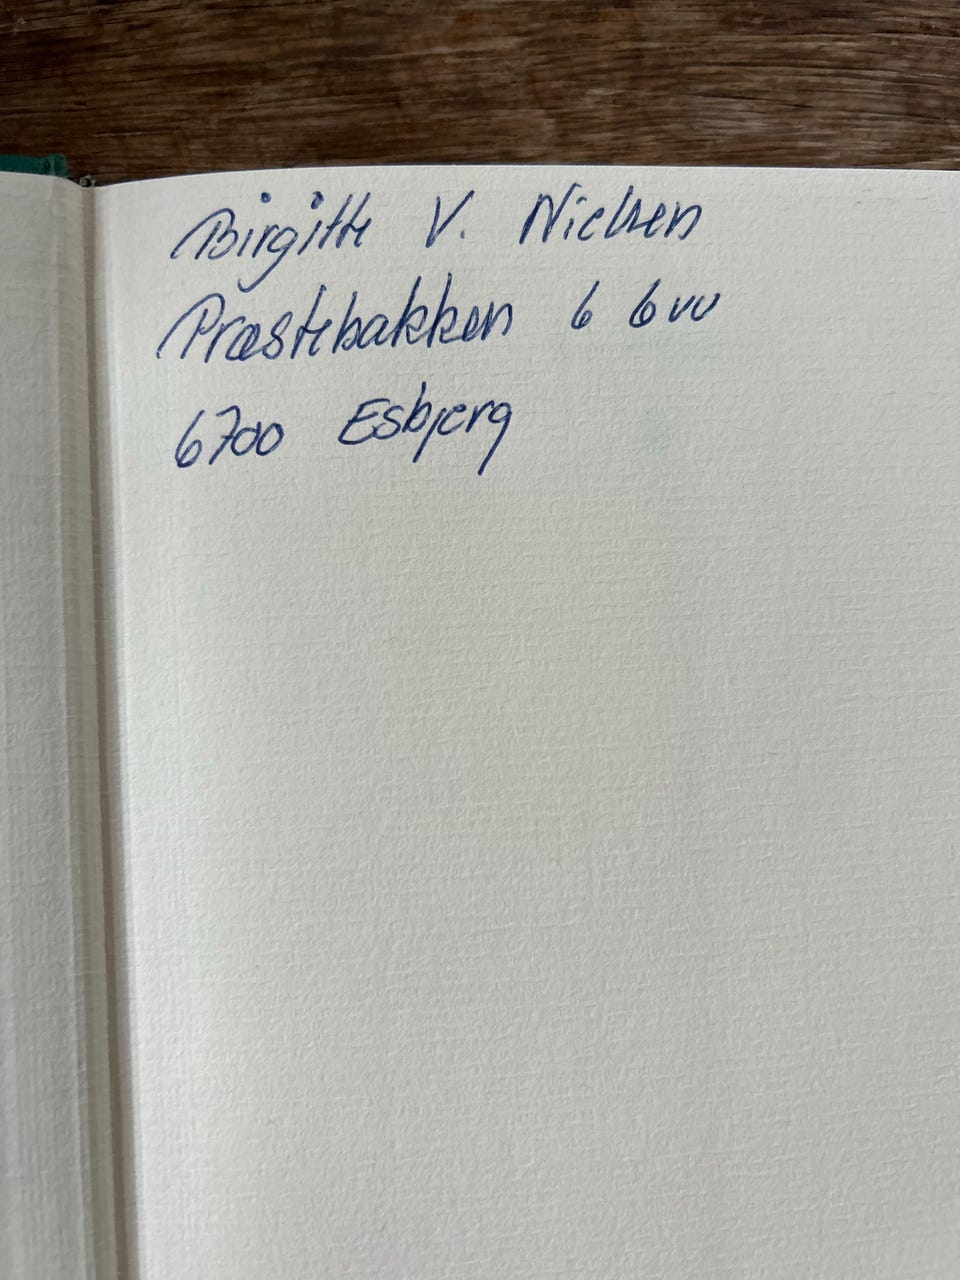 Birgitte V. Nielsen
Præstebakken 6
6700 Esbjerg